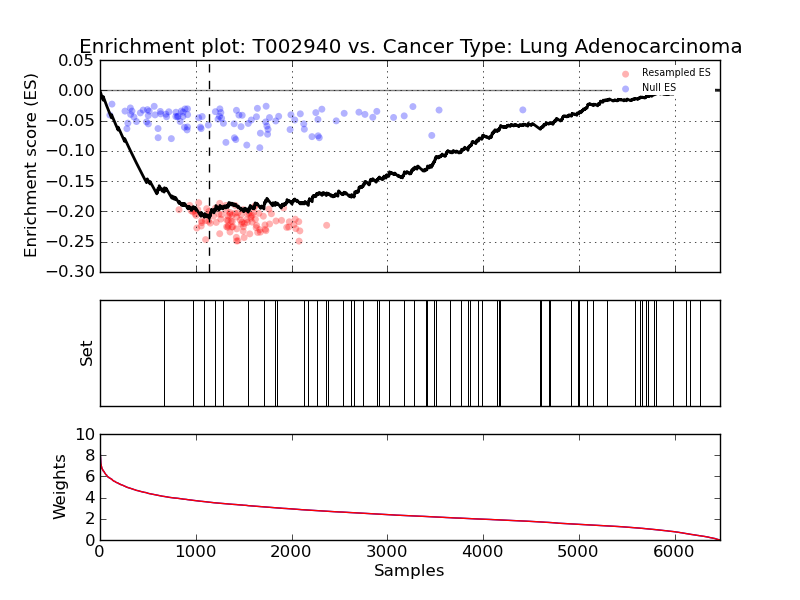 Enrichment plot: T002940 vs. Cancer Type: Lung Adenocarcinoma
0.05
0.00
−0.05
−0.10
−0.15
−0.20
−0.25
−0.30
Enrichment score (ES)
Resampled ES
Null ES
Set
10
8
6
4
2
0
Weights
0 1000 2000 3000 4000 5000 6000
Samples